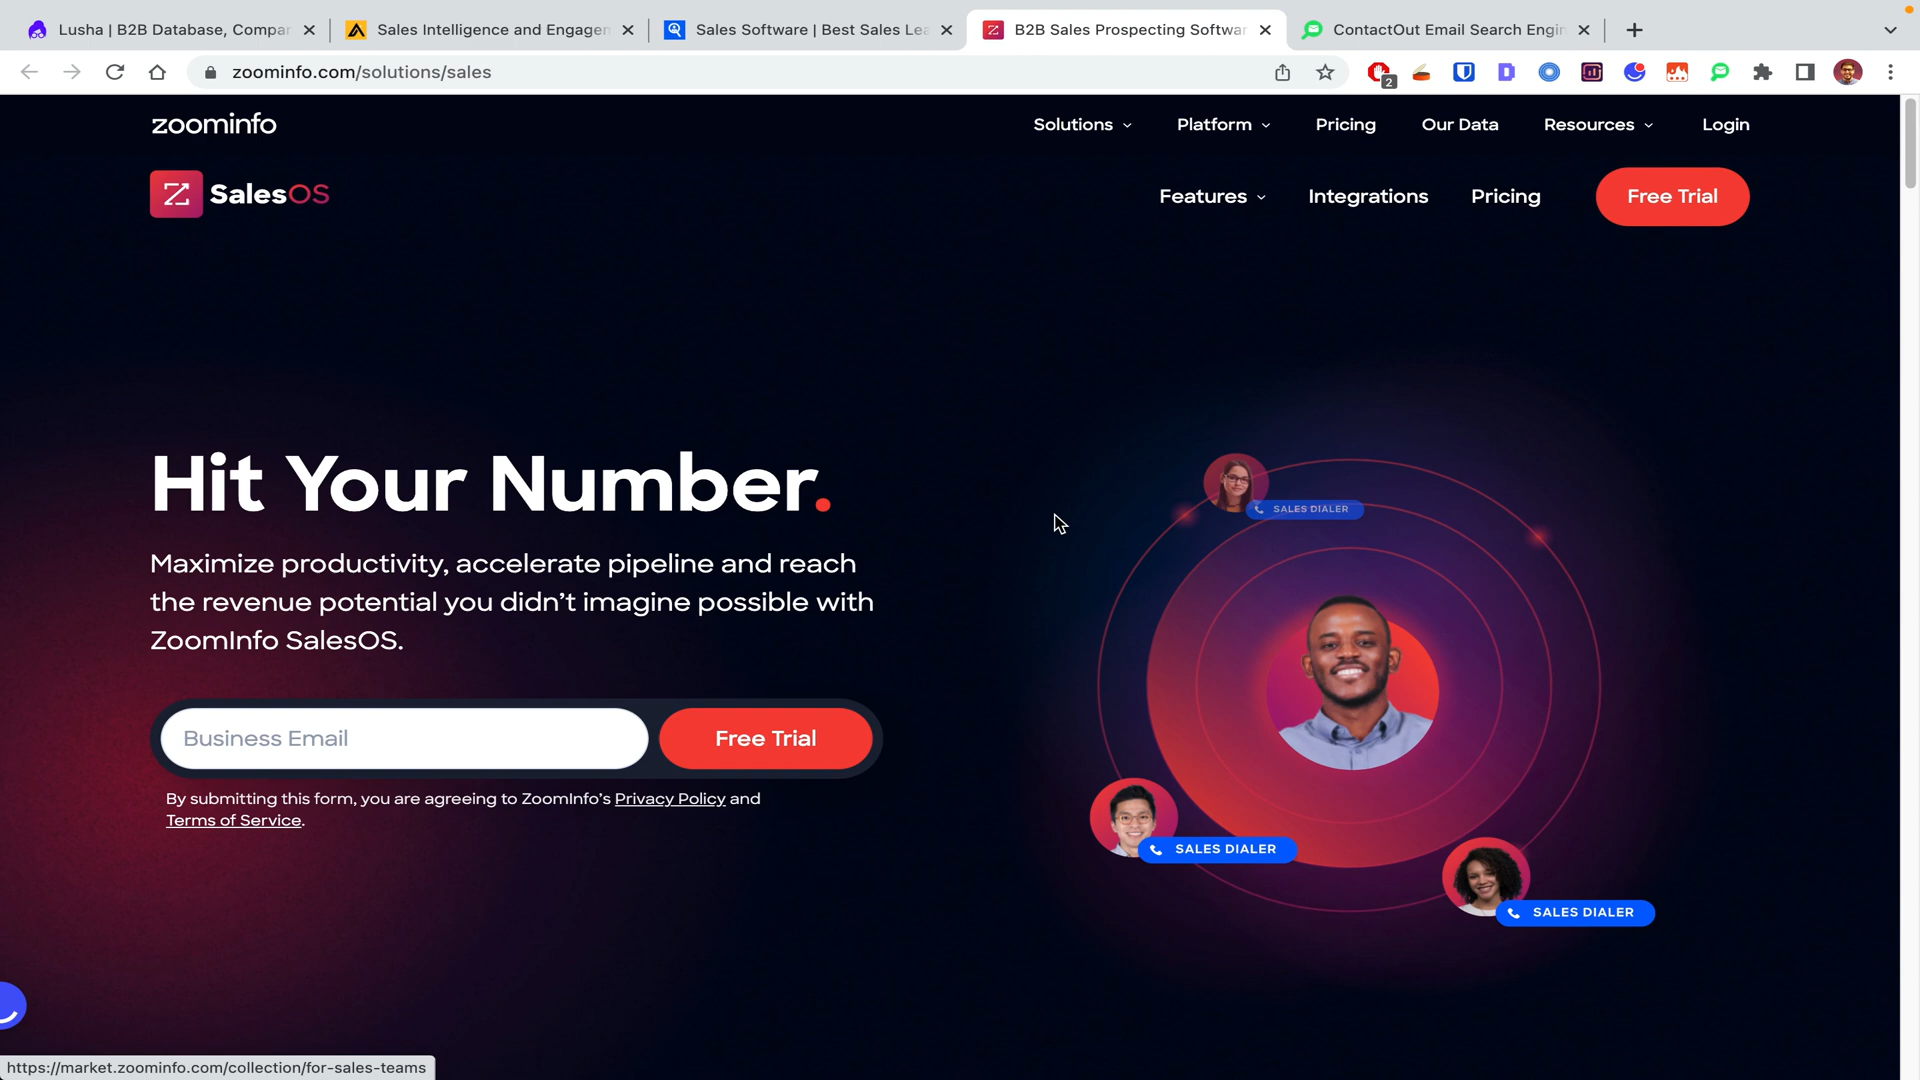 Lusha | B2B Database, Compar
Sales Intelligence and Engagem
Sales Software | Best Sales Lea
B2B Sales Prospecting Softwar
ContactOut Email Search Engin
zoominfo.com/solutions/sales
2
zoominfo
Solutions
Platform
Pricing
Our Data
Resources
Login
SalesOS
Features
Integrations
Pricing
Free Trial
Hit Your Number.
SALES DIALER
Maximize productivity, accelerate pipeline and reach
the revenue potential you didn’t imagine possible with
ZoomInfo SalesOS.
Business Email
Free Trial
By submitting this form, you are agreeing to ZoomInfo’s Privacy Policy and
Terms of Service.
SALES DIALER
SALES DIALER
https://market.zoominfo.com/collection/for-sales-teams